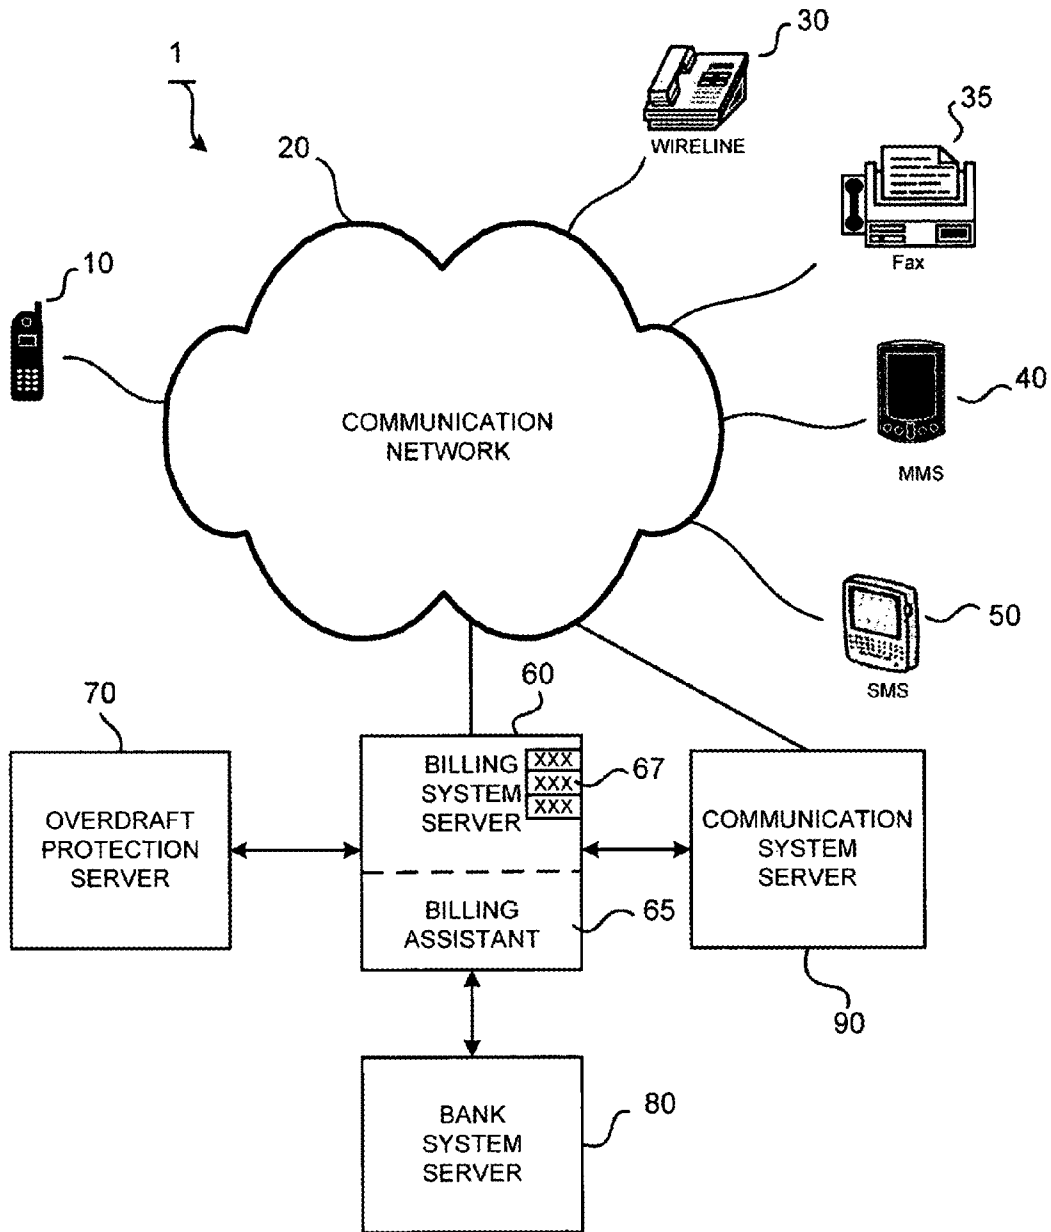 1
30
WIRELINE
35
Fax
20
10
COMMUNICATION
NETWORK
40
MMS
50
SMS
70
OVERDRAFT
PROTECTION
SERVER
60
BILLING
SYSTEM
SERVER
XXX
XXX
XXX
67
BILLING
ASSISTANT
65
COMMUNICATION
SYSTEM
SERVER
90
BANK
SYSTEM
SERVER
80